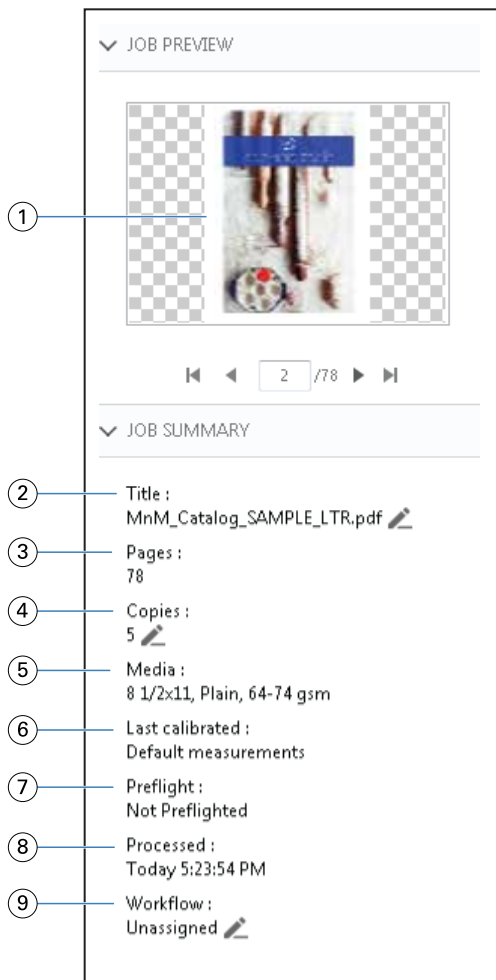 JOB PREVIEW
1
2 /78
JOB SUMMARY
2 Title :
MnM_Catalog_SAMPLE_LTR.pdf
3 Pages :
78
4 Copies :
5
5 Media :
8 1/2x11, Plain, 64-74 gsm
6 Last calibrated :
Default measurements
7 Preflight :
Not Preflighted
8 Processed :
Today 5:23:54 PM
9 Workflow :
Unassigned